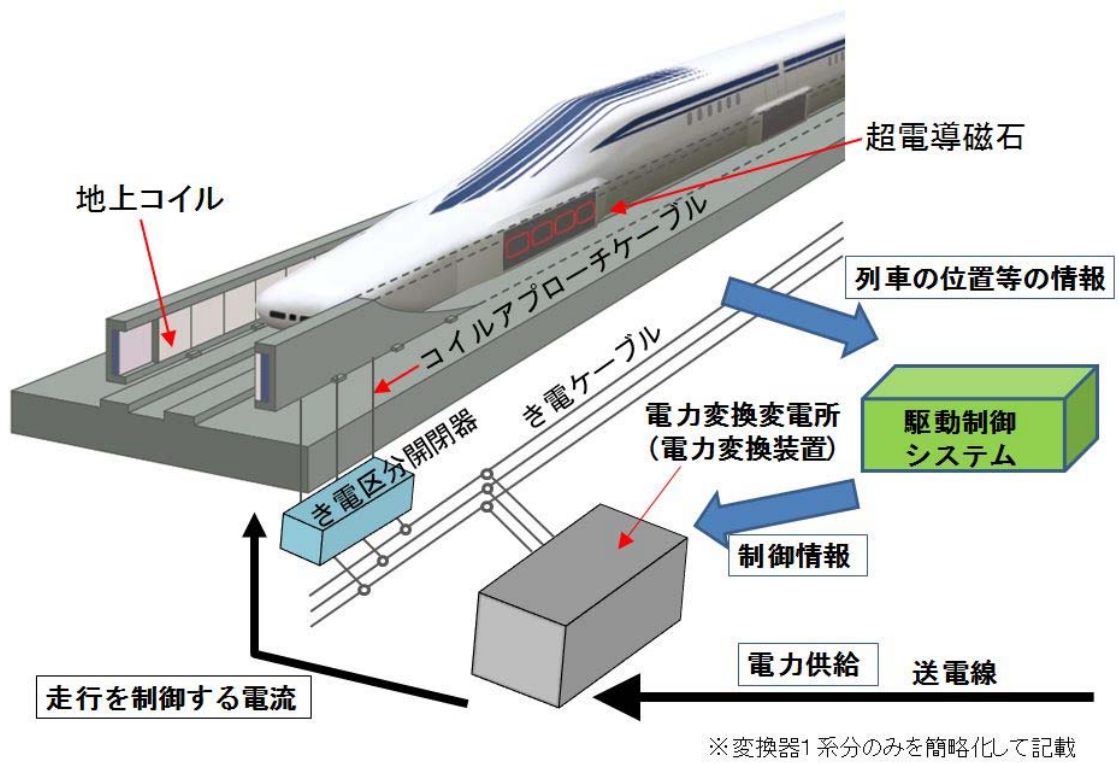 超電導磁石
地上コイル
コイルアプローチケーブル
列車の位置等の情報
き電ケーブル
電力変換変電所
(電力変換装置)
駆動制御
システム
き電区分開閉器
制御情報
電力供給
送電線
走行を制御する電流
※変換器1系分のみを簡略化して記載